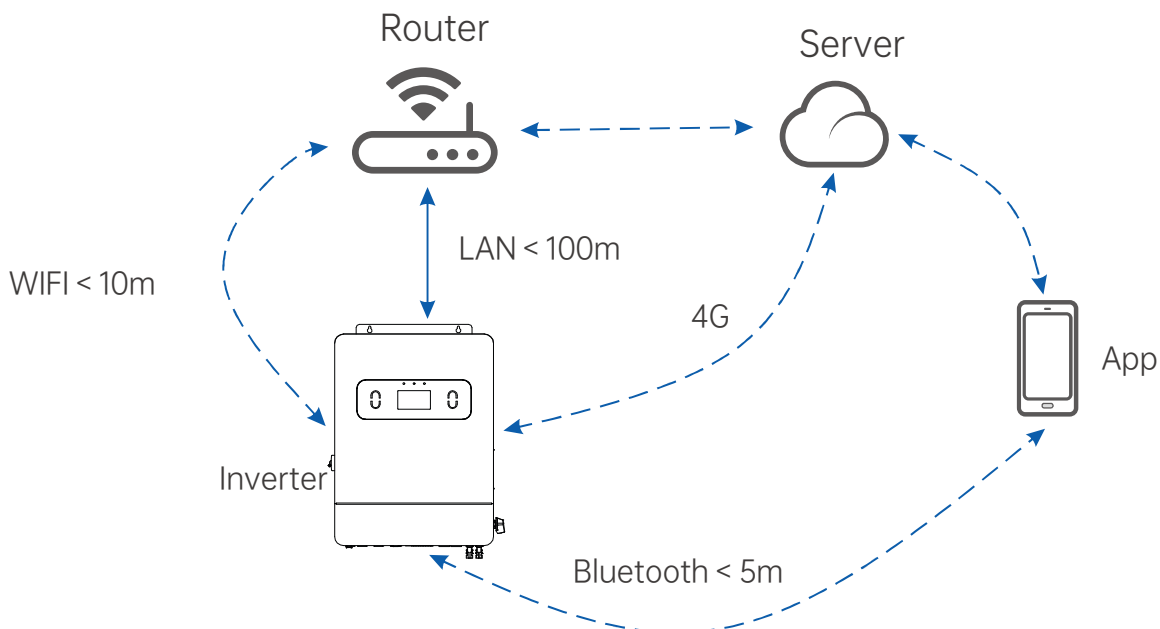 Router
Server
LAN < 100m
WIFI < 10m
4G
App
Inverter
Bluetooth < 5m